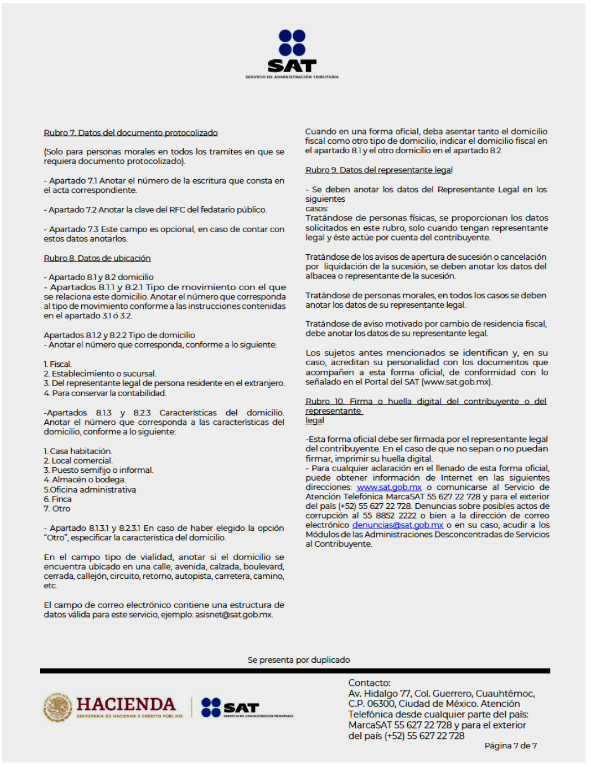 SAT
SERVICIO DE ADMINISTRACIÓN TRIBUTARIA
Rubro 7. Datos del documento protocolizado
(Solo para personas morales en todos los tramites en que se
requiera documento protocolizado).
- Apartado 7.1 Anotar el número de la escritura que consta en
el acta correspondiente.
- Apartado 7.2 Anotar la clave del RFC del fedatario público.
- Apartado 7.3 Este campo es opcional, en caso de contar con
estos datos anotarlos.
Rubro 8. Datos de ubicación
- Apartado 8.1 y 8.2 domicilio
- Apartados 8.1.1 y 8.2.1 Tipo de movimiento con el que
se relaciona este domicilio. Anotar el número que corresponda
al tipo de movimiento conforme a las instrucciones contenidas
en el apartado 3.1 ó 3.2.
Apartados 8.1.2 y 8.2.2 Tipo de domicilio
- Anotar el número que corresponda, conforme a lo siguiente:
1. Fiscal.
2. Establecimiento o sucursal.
3. Del representante legal de persona residente en el extranjero.
4. Para conservar la contabilidad.
-Apartados 8.1.3 y 8.2.3 Características del domicilio.
Anotar el número que corresponda a las características del
domicilio, conforme a lo siguiente:
1. Casa habitación.
2. Local comercial.
3. Puesto semifijo o informal.
4. Almacén o bodega.
5.Oficina administrativa
6. Finca
7. Otro
- Apartado 8.1.3.1 y 8.2.3.1 En caso de haber elegido la opción
"Otro", especificar la característica del domicilio.
En el campo tipo de vialidad, anotar si el domicilio se
encuentra ubicado en una calle, avenida, calzada, boulevard,
cerrada, callejón, circuito, retorno, autopista, carretera, camino,
etc.
El campo de correo electrónico contiene una estructura de
datos válida para este servicio, ejemplo: asisnet@sat.gob.mx.
Cuando en una forma oficial, deba asentar tanto el domicilio
fiscal como otro tipo de domicilio, indicar el domicilio fiscal en
el apartado 8.1 y el otro domicilio en el apartado 8.2
Rubro 9. Datos del representante legal
- Se deben anotar los datos del Representante Legal en los
siguientes
casos:
Tratándose de personas físicas, se proporcionan los datos
solicitados en este rubro, solo cuando tengan representante
legal y éste actúe por cuenta del contribuyente.
Tratándose de los avisos de apertura de sucesión o cancelación
por liquidación de la sucesión, se deben anotar los datos del
albacea o representante de la sucesión.
Tratándose de personas morales, en todos los casos se deben
anotar los datos de su representante legal.
Tratándose de aviso motivado por cambio de residencia fiscal,
debe anotar los datos de su representante legal.
Los sujetos antes mencionados se identifican y, en su
caso, acreditan su personalidad con los documentos que
acompañen a esta forma oficial, de conformidad con lo
señalado en el Portal del SAT (www.sat.gob.mx).
Rubro 10. Firma o huella digital del contribuyente o del
representante
legal
-Esta forma oficial debe ser firmada por el representante legal
del contribuyente. En el caso de que no sepan o no puedan
firmar, imprimir su huella digital.
- Para cualquier aclaración en el llenado de esta forma oficial,
puede obtener información de Internet en las siguientes
direcciones: www.sat.gob.mx o comunicarse al Servicio de
Atención Telefónica MarcaSAT 55 627 22 728 y para el exterior
del país (+52) 55 627 22 728. Denuncias sobre posibles actos de
corrupción al 55 8852 2222 o bien a la dirección de correo
electrónico denuncias@sat.gob.mx o en su caso, acudir a los
Módulos de las Administraciones Desconcentradas de Servicios
al Contribuyente.
Se presenta por duplicado
HACIENDA
SECRETARÍA DE HACIENDA Y CRÉDITO PÚBLICO
SAT
SERVICIO DE ADMINISTRACIÓN TRIBUTARIA
Contacto:
Av. Hidalgo 77, Col. Guerrero, Cuauhtémoc,
C.P. 06300, Ciudad de México. Atención
Telefónica desde cualquier parte del país:
MarcaSAT 55 627 22 728 y para el exterior
del país (+52) 55 627 22 728
Página 7 de 7